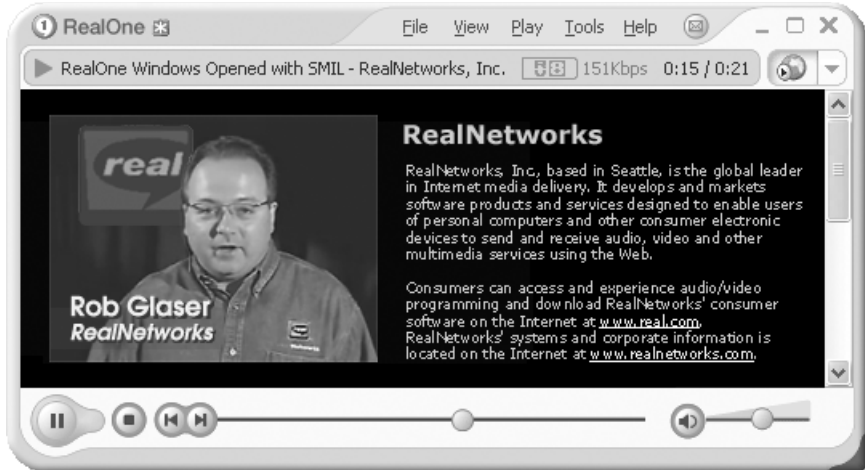 RealOne
File View Play Tools Help
RealOne Windows Opened with SMIL - RealNetworks, Inc. 151Kbps 0:15 / 0:21
real
Rob Glaser
RealNetworks
RealNetworks
RealNetworks, Inc., based in Seattle, is the global leader
in Internet media delivery. It develops and markets
software products and services designed to enable users
of personal computers and other consumer electronic
devices to send and receive audio, video and other
multimedia services using the Web.
Consumers can access and experience audio/video
programming and download RealNetworks' consumer
software on the Internet at www.real.com.
RealNetworks' systems and corporate information is
located on the Internet at www.realnetworks.com.